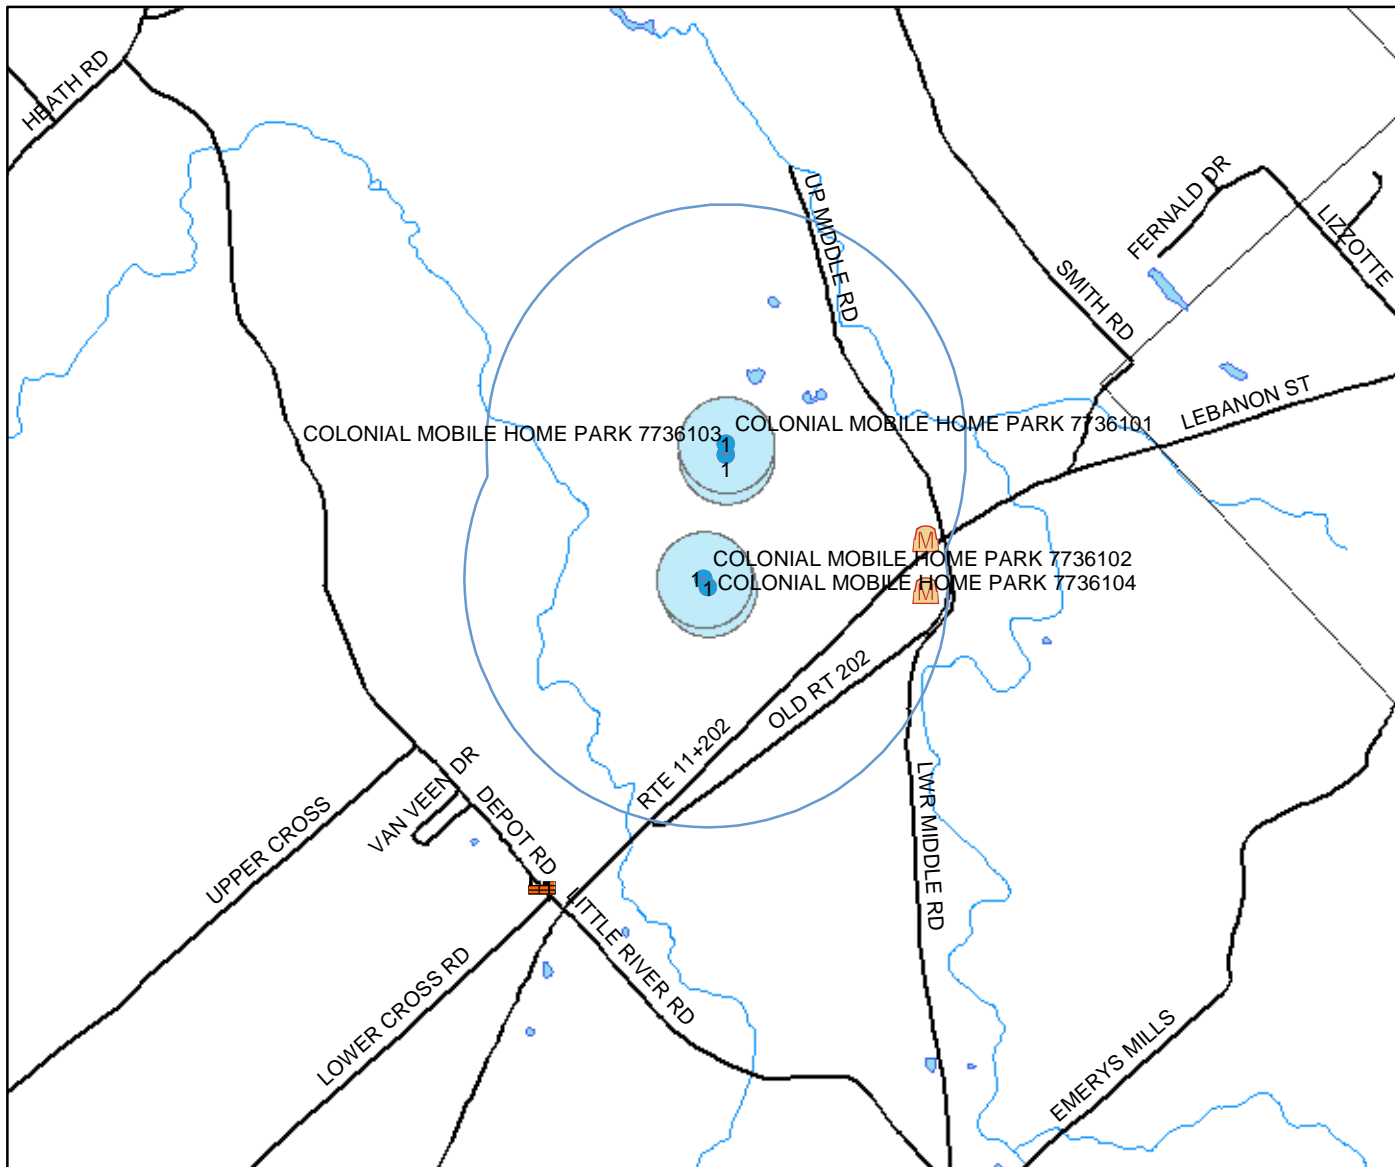 HEATH RD
UP MIDDLE RD
FERNALD DR
LIZZOTTE
SMITH RD
LEBANON ST
COLONIAL MOBILE HOME PARK 7736103
COLONIAL MOBILE HOME PARK 7736101
1
1
M
COLONIAL MOBILE HOME PARK 7736102
1
1
COLONIAL MOBILE HOME PARK 7736104
M
OLD RT 202
RTE 11+202
VAN VEEN DR
DEPOT RD
UPPER CROSS
LWR MIDDLE RD
LITTLE RIVER RD
LOWER CROSS RD
EMERYS MILLS